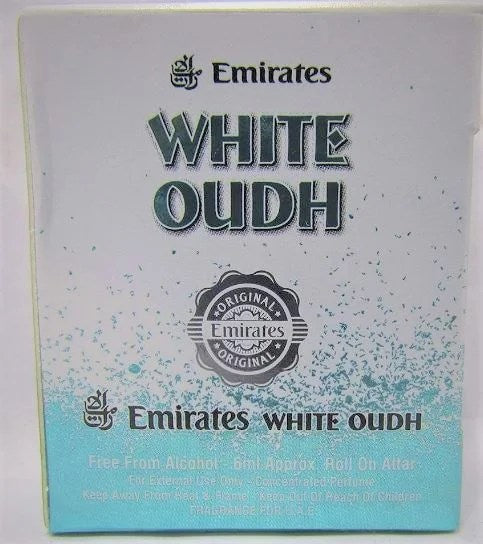 Emirates
WHITE
OUDH
ORIGINAL
Emirates
ORIGINAL
Emirates WHITE OUDH
Free From Alcohol - 6ml Approx. Roll On Attar
For External Use Only - Concentrated Perfume
Keep Away From Heat & Flame - Keep Out Of Reach Of Children
FRAGRANCE FOR U.A.E